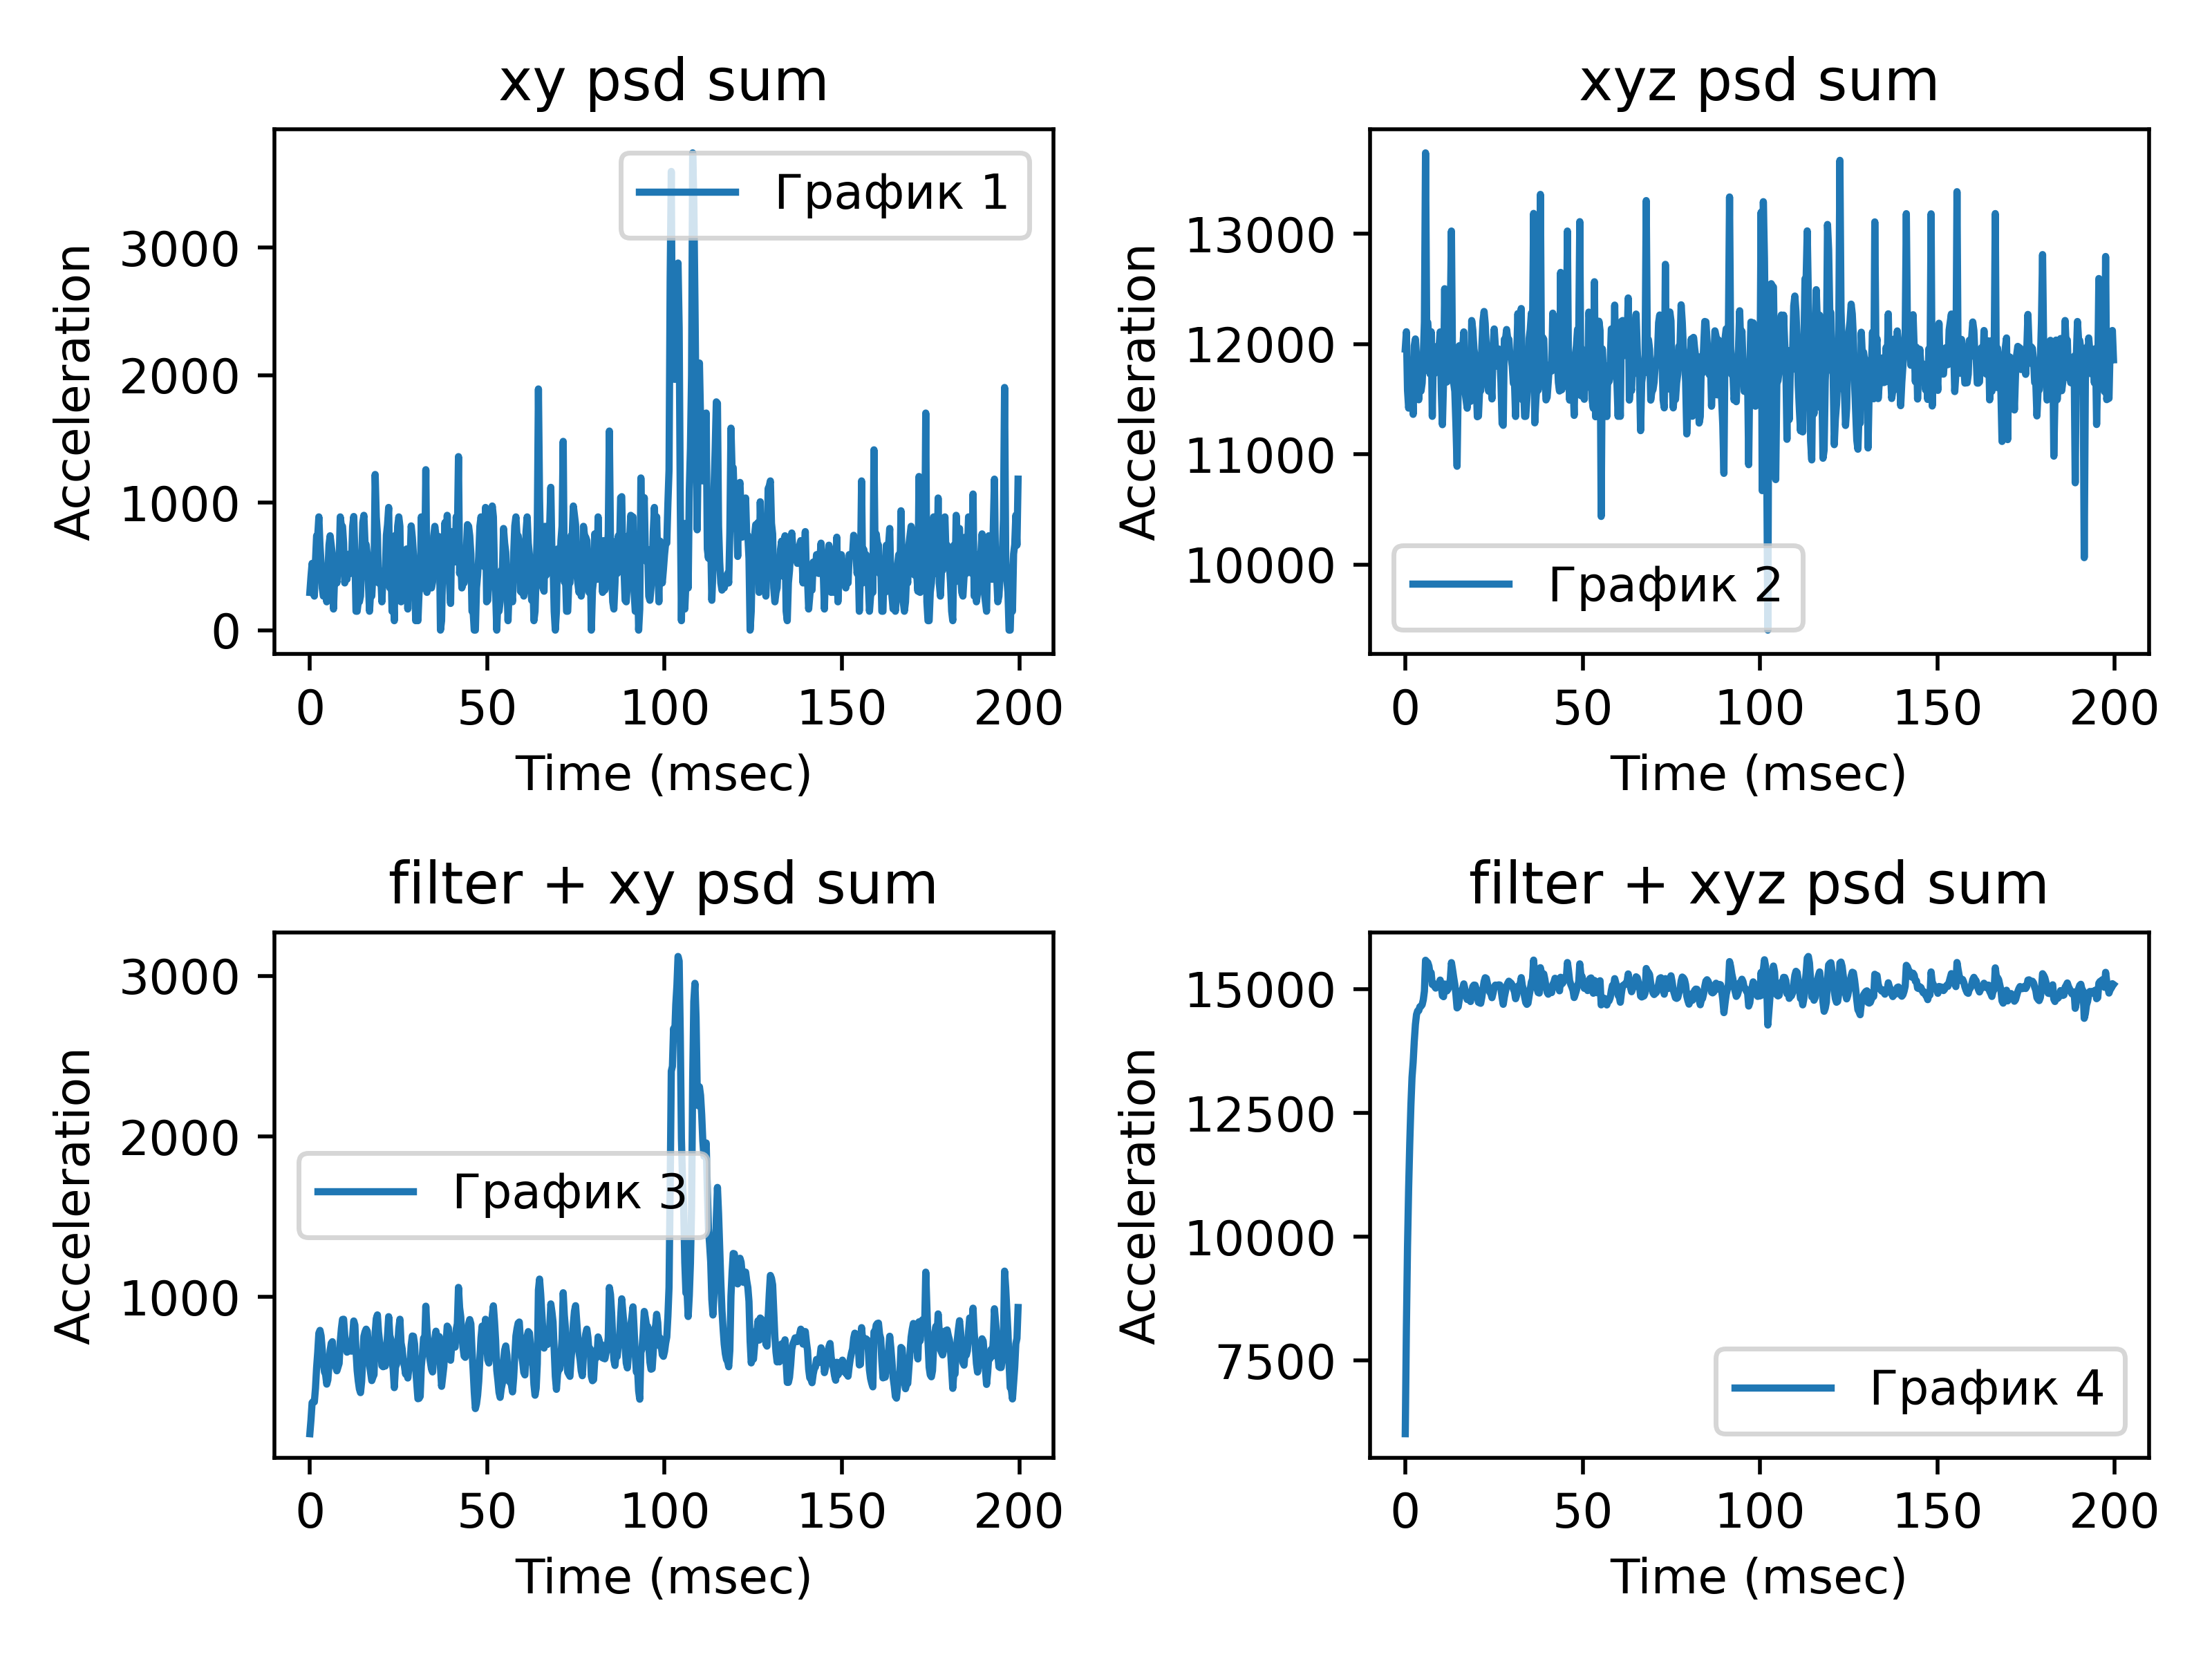 xy psd sum
Acceleration
3000
2000
1000
0
График 1
0 50 100 150 200
Time (msec)
xyz psd sum
Acceleration
13000
12000
11000
10000
График 2
0 50 100 150 200
Time (msec)
filter + xy psd sum
Acceleration
3000
2000
1000
График 3
0 50 100 150 200
Time (msec)
filter + xyz psd sum
Acceleration
15000
12500
10000
7500
График 4
0 50 100 150 200
Time (msec)